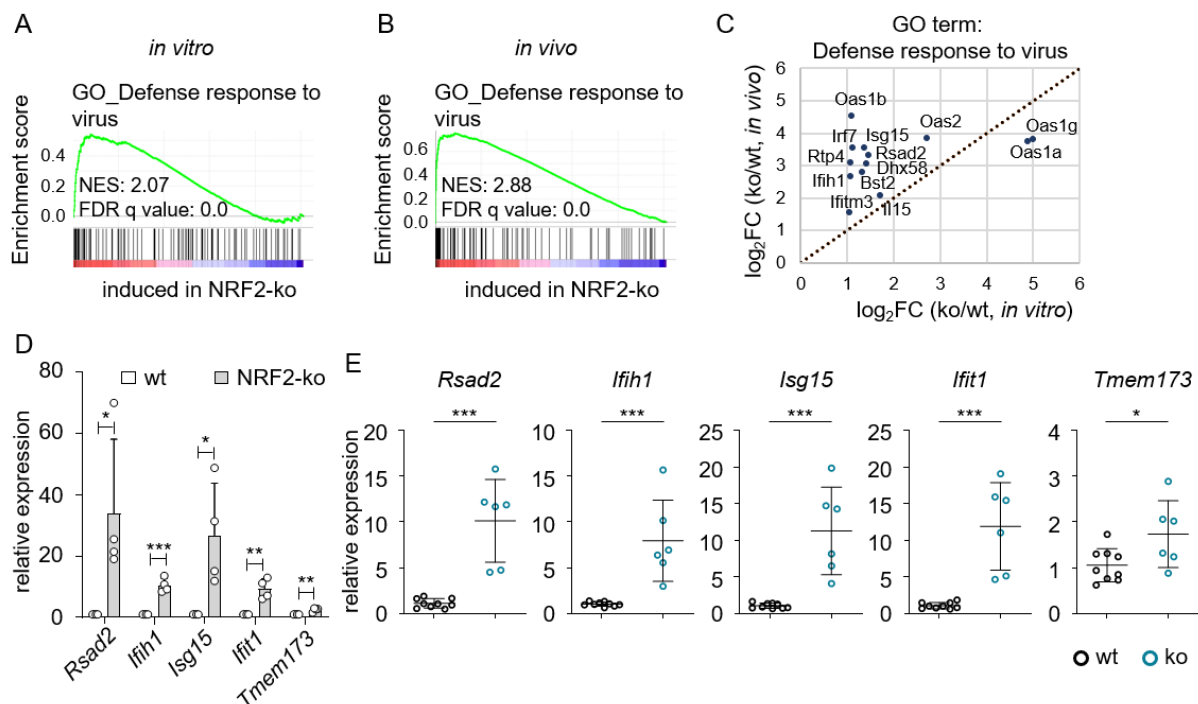 A
in vitro
GO_Defense response to
virus
Enrichment score
0.4
0.2
0.0
NES: 2.07
FDR q value: 0.0
induced in NRF2-ko
B
in vivo
GO_Defense response to
virus
Enrichment score
0.6
0.4
0.2
0.0
NES: 2.88
FDR q value: 0.0
induced in NRF2-ko
C
GO term:
Defense response to virus
log2FC (ko/wt, in vivo)
6
5
4
3
2
1
0
Oas1b
Oas2
Oas1g
Irf7
Isg15
Oas1a
Rtp4
Rsad2
Dhx58
Ifih1
Bst2
Ifitm3
Il15
0 1 2 3 4 5 6
log2FC (ko/wt, in vitro)
D
relative expression
80
60
40
20
0
wt
NRF2-ko
*
***
*
**
**
Rsad2
Ifih1
Isg15
Ifit1
Tmem173
E
relative expression
Rsad2
***
20
15
10
5
0
Ifih1
***
10
15
10
5
0
Isg15
***
25
20
15
10
5
0
Ifit1
***
25
20
15
10
5
0
Tmem173
*
4
3
2
1
0
wt
ko